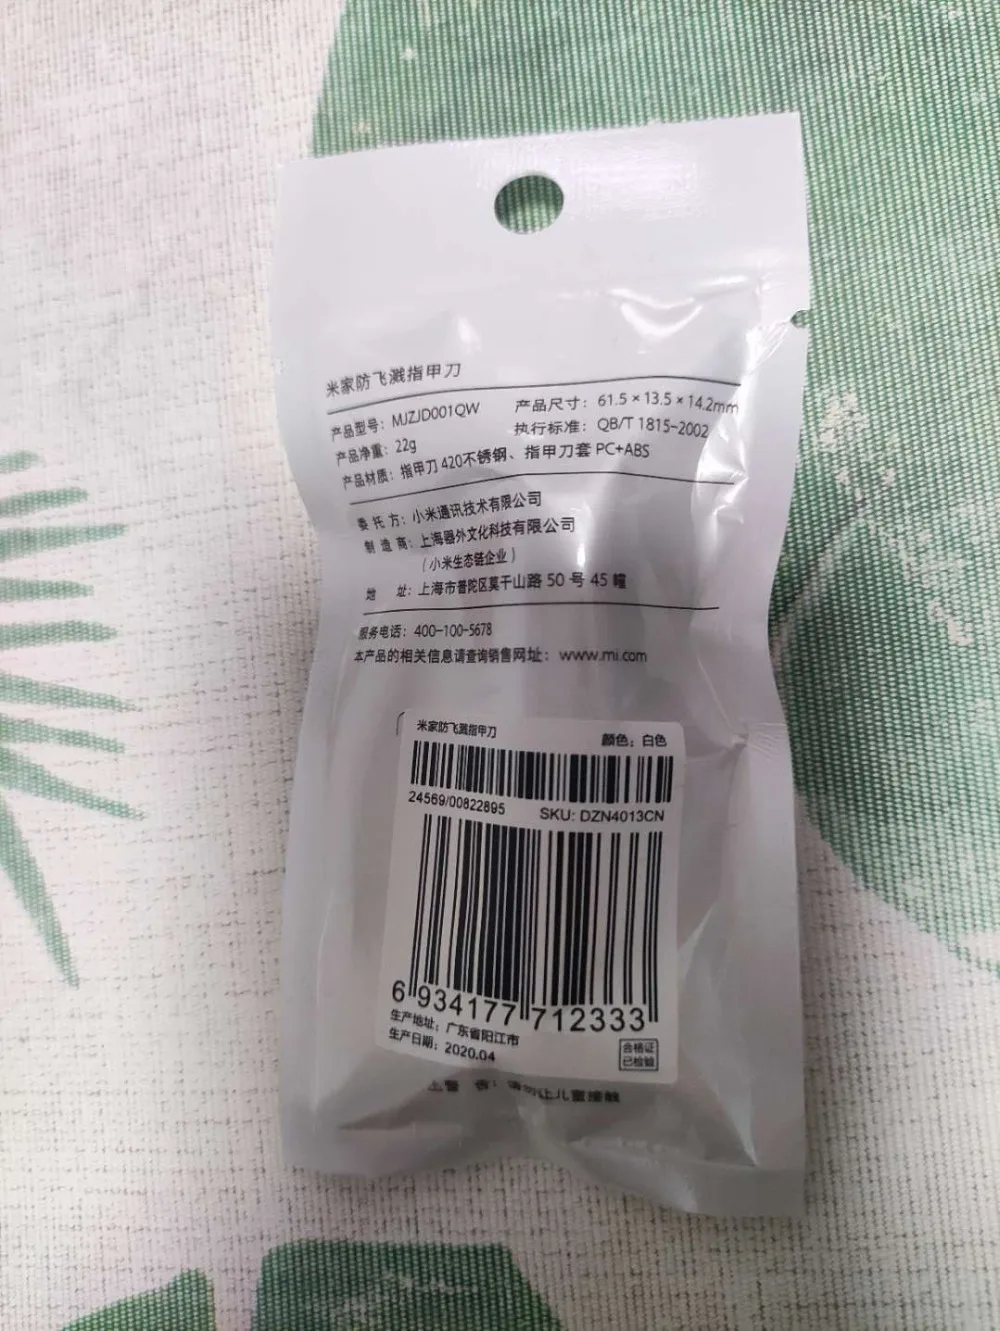 米家防飞溅指甲刀
产品型号：MJZJD001QW 产品尺寸：61.5×13.5×14.2mm
产品净重：22g 执行标准：QB/T 1815-2002
产品材质：指甲刀 420不锈钢、指甲刀套 PC+ABS
委托方：小米通讯技术有限公司
制造商：上海器外文化科技有限公司
（小米生态链企业）
地址：上海市普陀区莫干山路 50 号 45 幢
服务电话：400-100-5678
本产品的相关信息请查询销售网址：www.mi.com
米家防飞溅指甲刀 颜色：白色
24569/00822895 SKU: DZN4013CN
6 934177 712333
生产地址：广东省阳江市
生产日期：2020.04
合格证
已检验
警 告：请勿让儿童接触